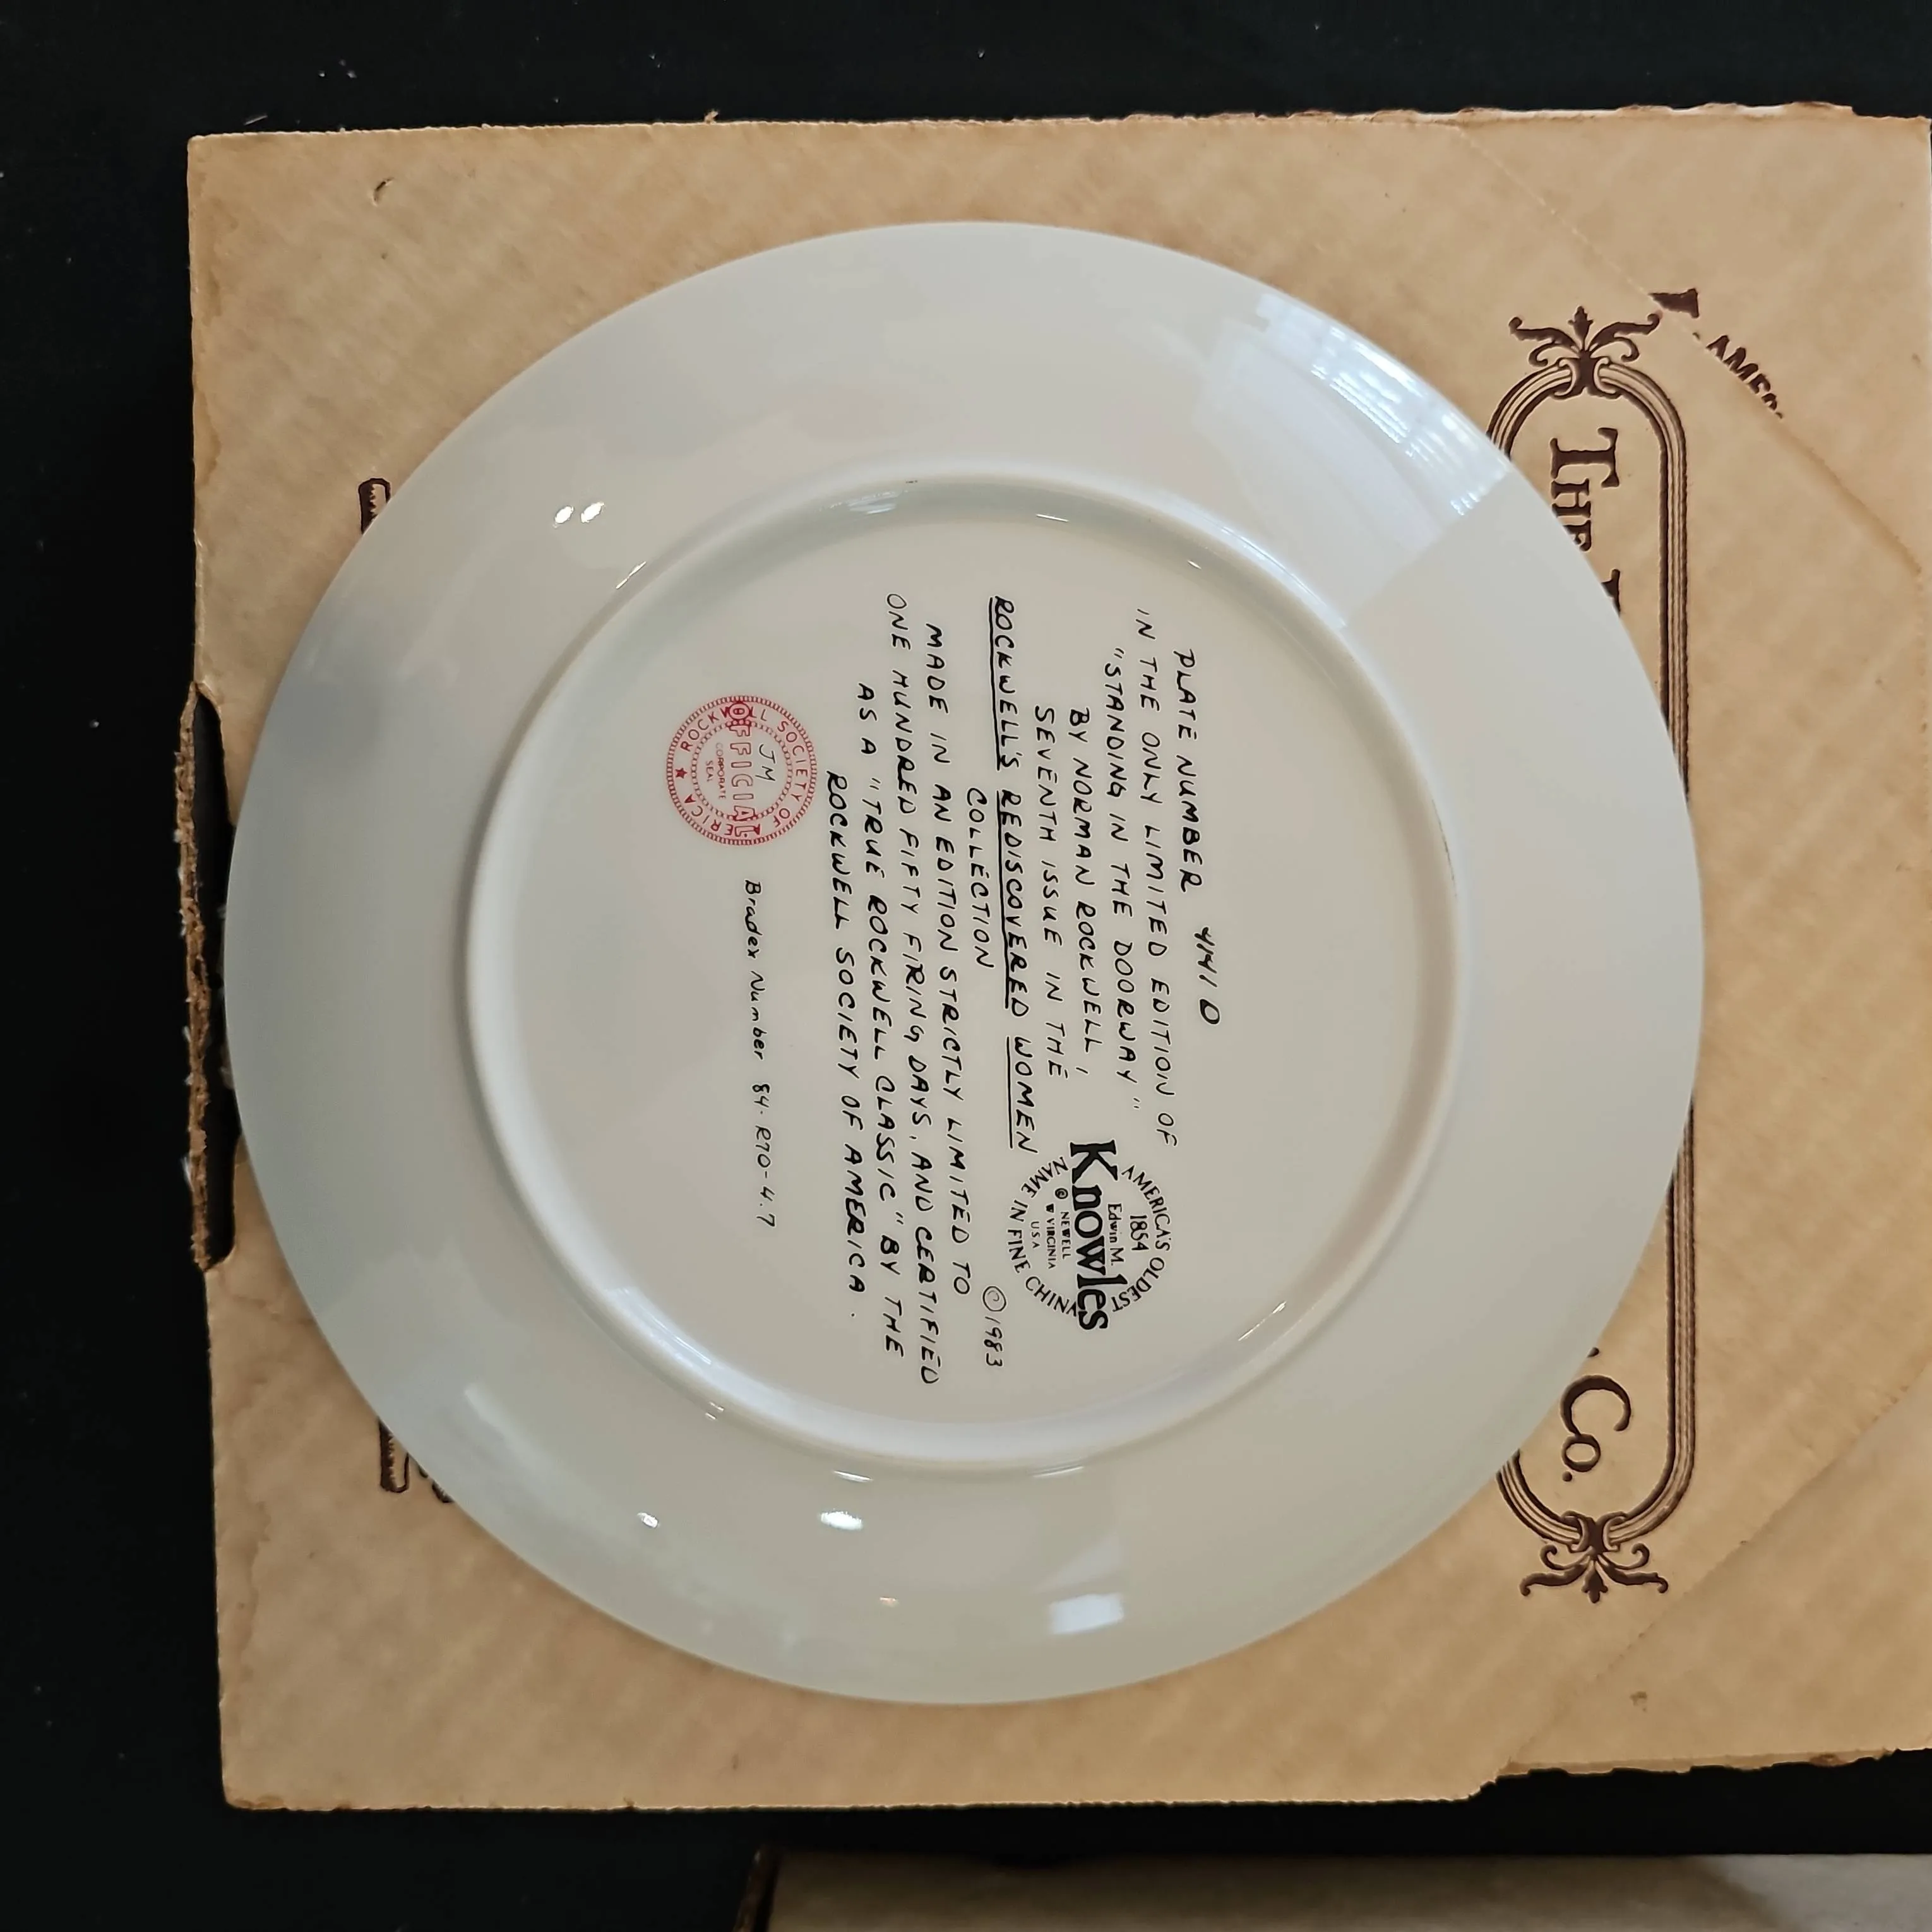 PLATE NUMBER 4141 D
IN THE ONLY LIMITED EDITION OF
"STANDING IN THE DOORWAY"
BY NORMAN ROCKWELL,
SEVENTH ISSUE IN THE
ROCKWELL'S REDISCOVERED WOMEN
COLLECTION
MADE IN AN EDITION STRICTLY LIMITED TO
ONE HUNDRED FIFTY FIRING DAYS, AND CERTIFIED
AS A "TRUE ROCKWELL CLASSIC" BY THE
ROCKWELL SOCIETY OF AMERICA.
AMERICA'S OLDEST
1854
Edwin M.
Knowles
NEWELL
W VIRGINIA
U S A
NAME IN FINE CHINA
©1983
ROCKWELL SOCIETY OF AMERICA
JM
OFFICIAL
CORPORATE
SEAL
Bradex Number 84-R70-4.7
THE
CO.